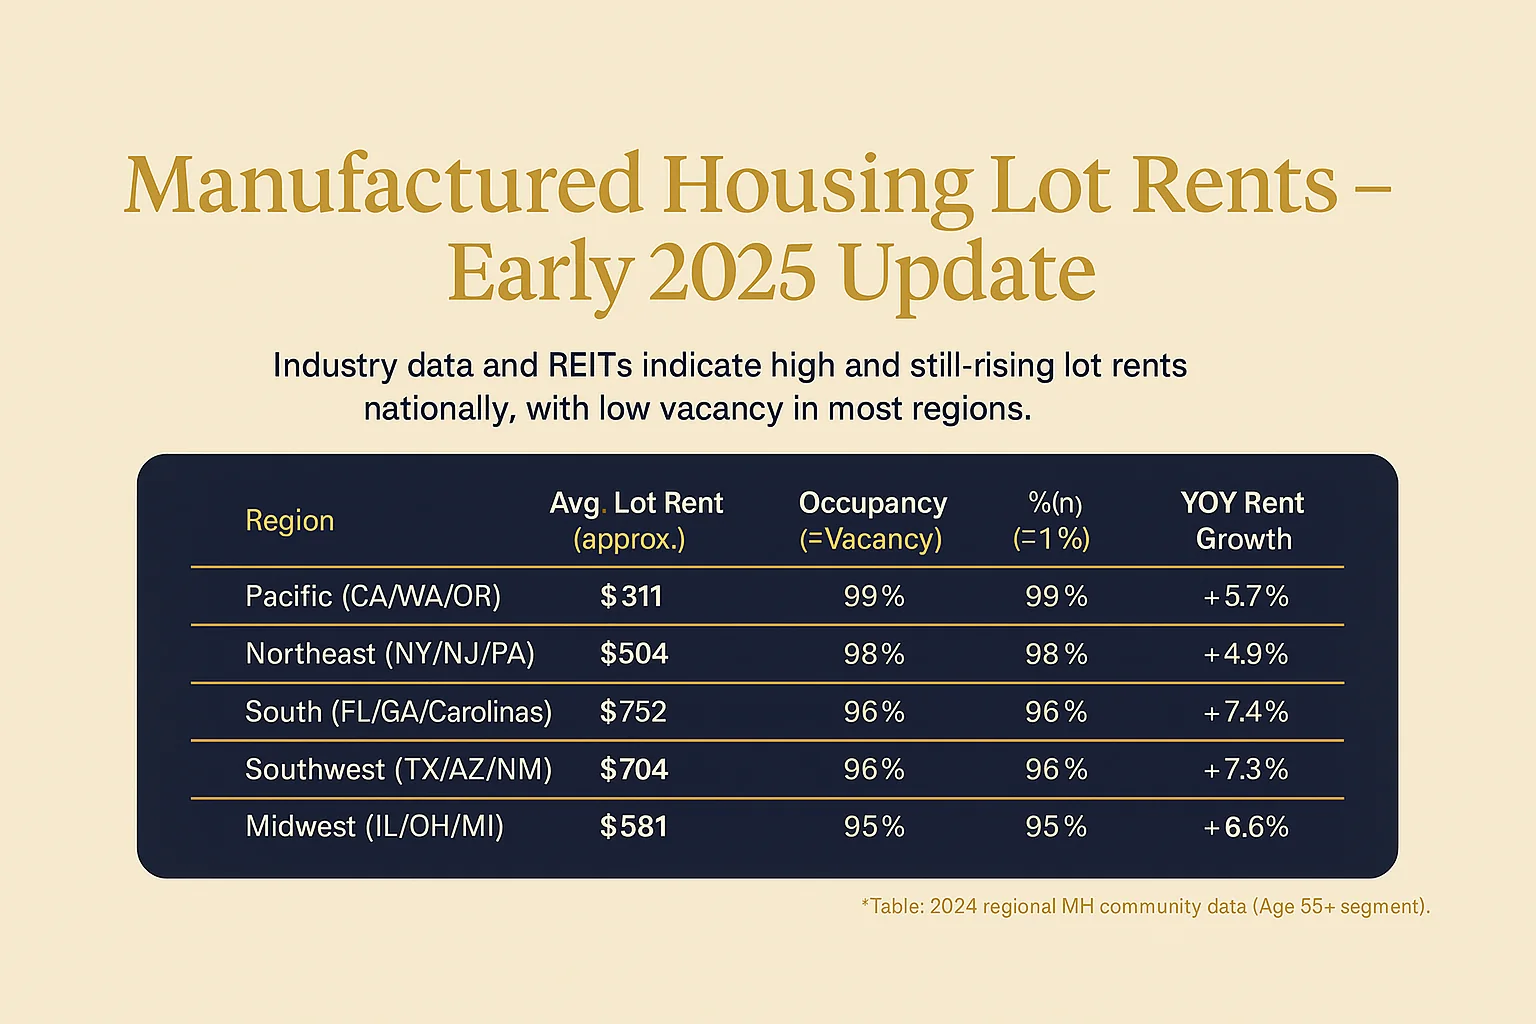 Manufactured Housing Lot Rents –
Early 2025 Update
Industry data and REITs indicate high and still-rising lot rents
nationally, with low vacancy in most regions.
Region Avg. Lot Rent (approx.) Occupancy (=Vacancy) %(n) (=1%) YOY Rent Growth
Pacific (CA/WA/OR) $311 99% 99% +5.7%
Northeast (NY/NJ/PA) $504 98% 98% +4.9%
South (FL/GA/Carolinas) $752 96% 96% +7.4%
Southwest (TX/AZ/NM) $704 96% 96% +7.3%
Midwest (IL/OH/MI) $581 95% 95% +6.6%
*Table: 2024 regional MH community data (Age 55+ segment).